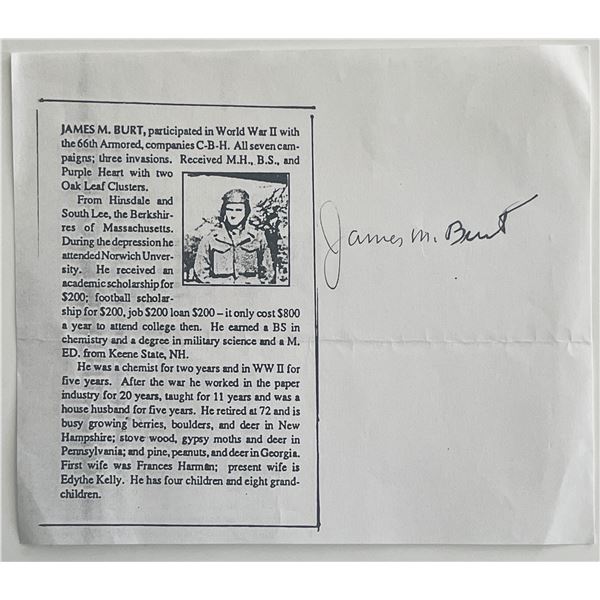 JAMES M. BURT, participated in World War II with
the 66th Armored, companies C-B-H. All seven cam-
paigns; three invasions. Received M.H., B.S., and
Purple Heart with two
Oak Leaf Clusters.
From Hinsdale and
South Lee, the Berkshir-
res of Massachusetts.
During the depression he
attended Norwich Unver-
sity. He received an
academic scholarship for
$200; football scholar-
ship for $200, job $200 loan $200 – it only cost $800
a year to attend college then. He earned a BS in
chemistry and a degree in military science and a M.
ED. from Keene State, NH.
He was a chemist for two years and in WW II for
five years. After the war he worked in the paper
industry for 20 years, taught for 11 years and was a
house husband for five years. He retired at 72 and is
busy growing berries, boulders, and deer in New
Hampshire; stove wood, gypsy moths and deer in
Pennsylvania; and pine, peanuts, and deer in Georgia.
First wife was Frances Harman; present wife is
Edythe Kelly. He has four children and eight grand-
children.
James M. Burt